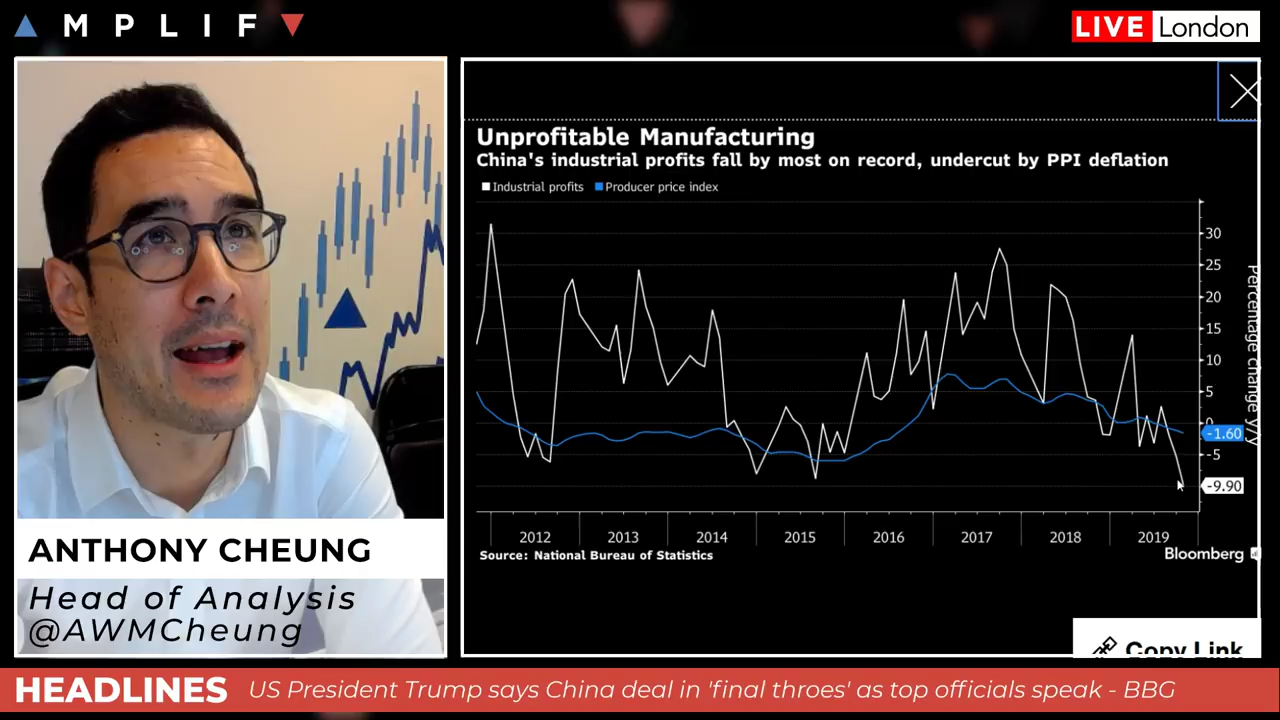 MPLIF
LIVE London
Unprofitable Manufacturing
China's industrial profits fall by most on record, undercut by PPI deflation
Industrial profits Producer price index
30
25
20
15
10
5
0
-1.60
-5
-9.90
Percentage change y/y
2012 2013 2014 2015 2016 2017 2018 2019
Source: National Bureau of Statistics
Bloomberg
Copy Link
ANTHONY CHEUNG
Head of Analysis
@AWMCheung
HEADLINES US President Trump says China deal in 'final throes' as top officials speak - BBG